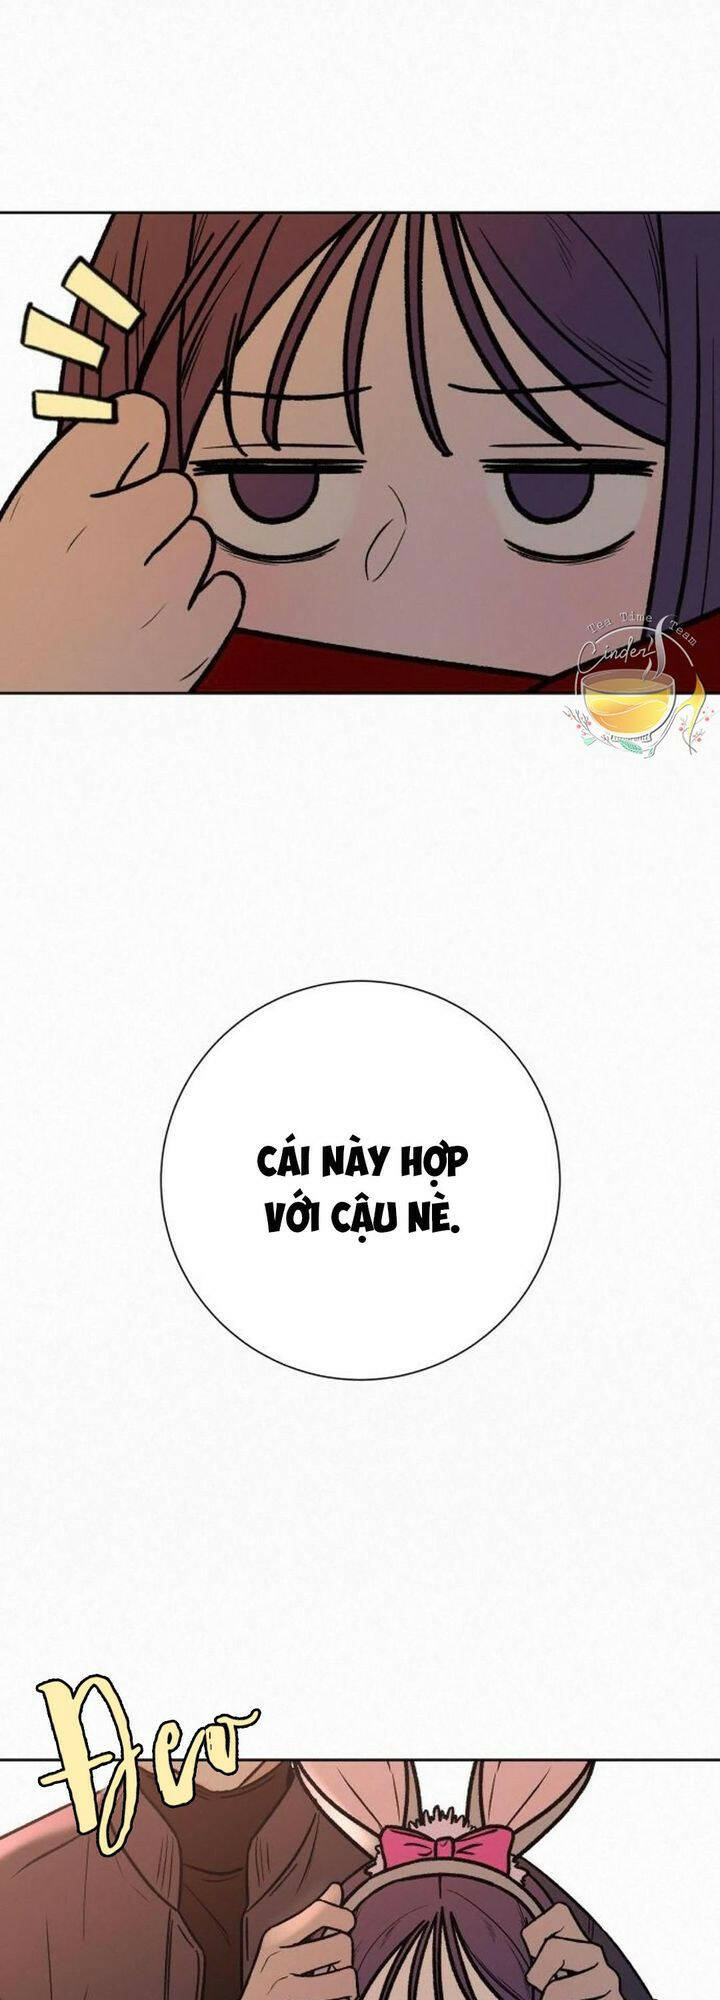 Tea Time Team
Cinder
CÁI NÀY HỢP
VỚI CẬU NÈ.
Đeo